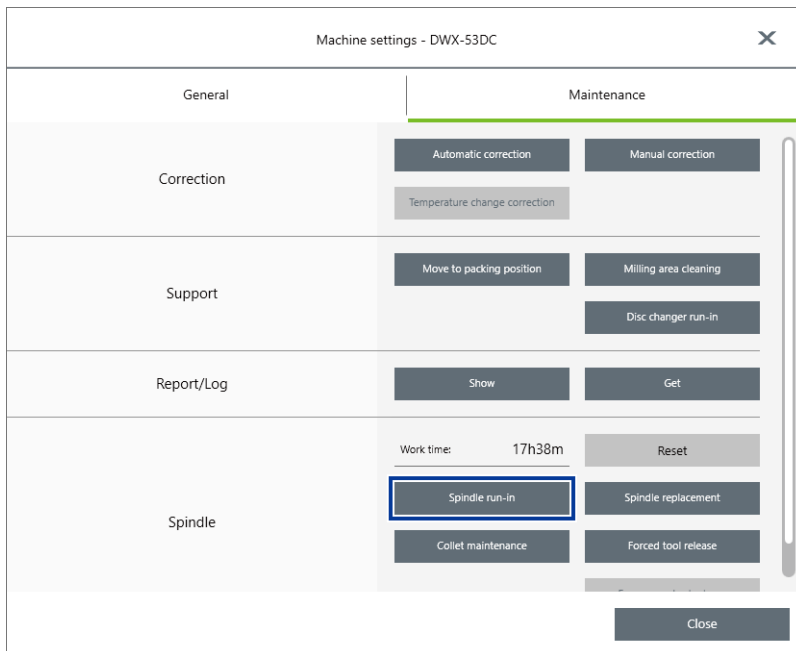 Machine settings - DWX-53DC
General
Maintenance
Correction
Automatic correction
Manual correction
Temperature change correction
Support
Move to packing position
Milling area cleaning
Disc changer run-in
Report/Log
Show
Get
Spindle
Work time: 17h38m
Reset
Spindle run-in
Spindle replacement
Collet maintenance
Forced tool release
Close